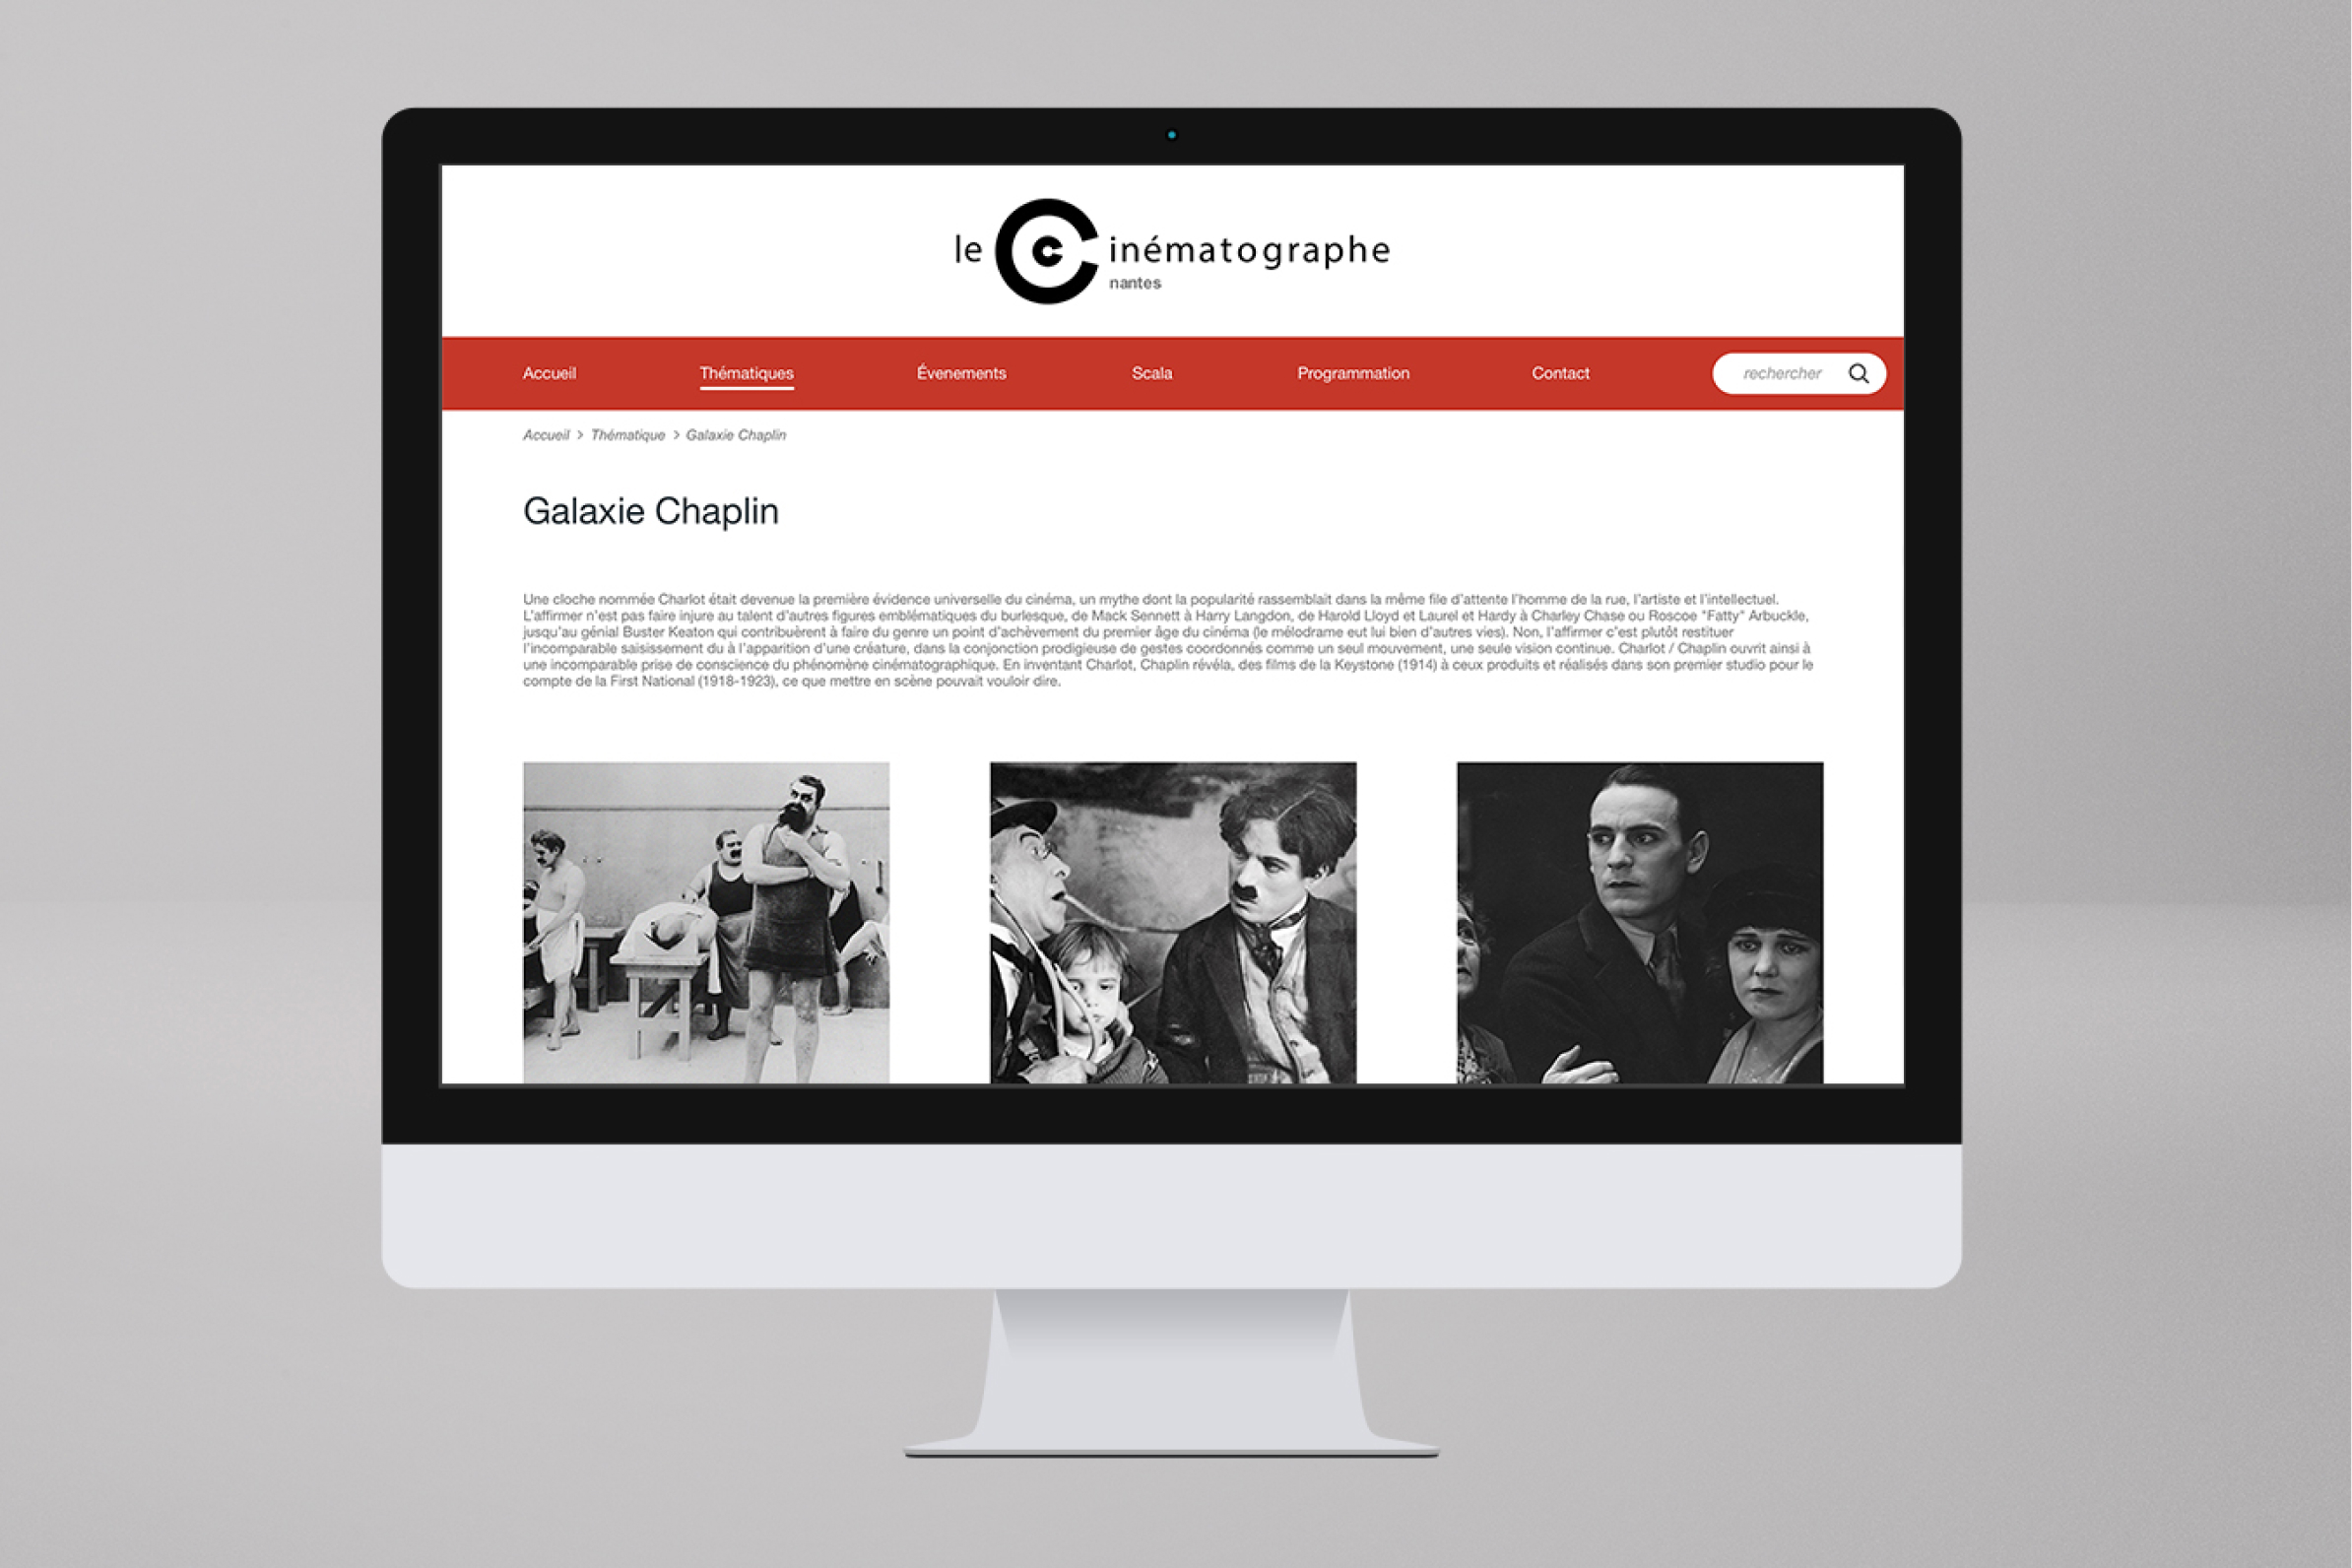 le Cinématographe
nantes
Accueil Thématiques Évenements Scala Programmation Contact rechercher
Accueil > Thématique > Galaxie Chaplin
Galaxie Chaplin
Une cloche nommée Charlot était devenue la première évidence universelle du cinéma, un mythe dont la popularité rassemblait dans la même file d'attente l'homme de la rue, l'artiste et l'intellectuel.
L'affirmer n'est pas faire injure au talent d'autres figures emblématiques du burlesque, de Mack Sennett à Harry Langdon, de Harold Lloyd et Laurel et Hardy à Charley Chase ou Roscoe "Fatty" Arbuckle,
jusqu'au génial Buster Keaton qui contribuèrent à faire du genre un point d'achèvement du premier âge du cinéma (le mélodrame eut lui bien d'autres vies). Non, l'affirmer c'est plutôt restituer
l'incomparable saisissement du à l'apparition d'une créature, dans la conjonction prodigieuse de gestes coordonnés comme un seul mouvement, une seule vision continue. Charlot / Chaplin ouvrit ainsi à
une incomparable prise de conscience du phénomène cinématographique. En inventant Charlot, Chaplin révéla, des films de la Keystone (1914) à ceux produits et réalisés dans son premier studio pour le
compte de la First National (1918-1923), ce que mettre en scène pouvait vouloir dire.